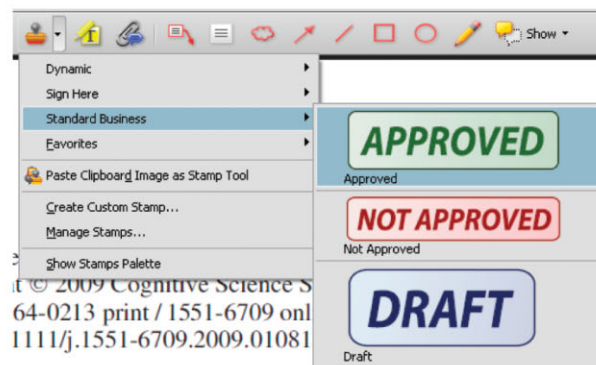 Show
Dynamic
Sign Here
Standard Business
Favorites
Paste Clipboard Image as Stamp Tool
Create Custom Stamp...
Manage Stamps...
Show Stamps Palette
APPROVED
Approved
NOT APPROVED
Not Approved
DRAFT
Draft
© 2009 Cognitive Science S
64-0213 print / 1551-6709 onl
1111/j.1551-6709.2009.01081